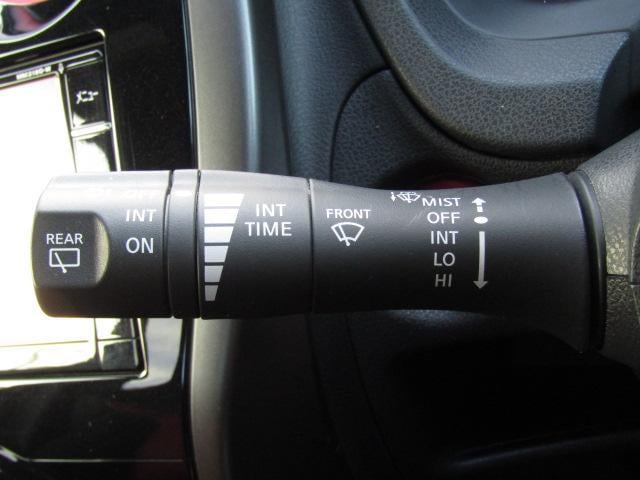 メニュー
REAR
INT
ON
INT
TIME
FRONT
MIST
OFF
INT
LO
HI